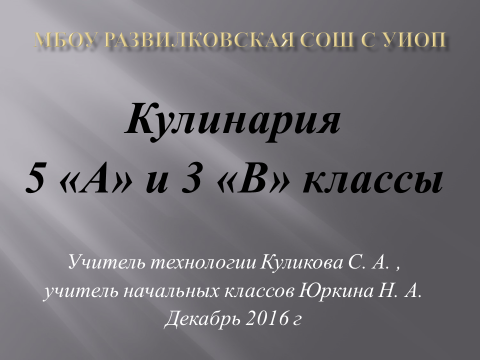 МБОУ РАЗВИЛКОВСКАЯ СОШ С УИОП
Кулинария
5 «А» и 3 «В» классы
Учитель технологии Куликова С. А. ,
учитель начальных классов Юркина Н. А.
Декабрь 2016 г